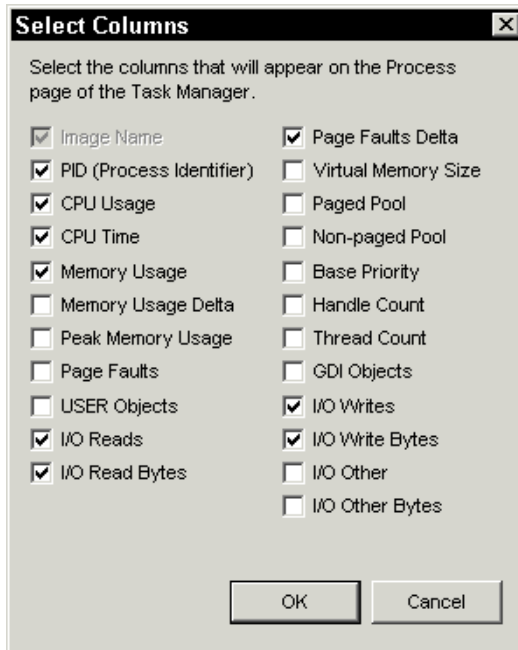 Select Columns
Select the columns that will appear on the Process
page of the Task Manager.
Image Name
PID (Process Identifier)
CPU Usage
CPU Time
Memory Usage
Memory Usage Delta
Peak Memory Usage
Page Faults
USER Objects
I/O Reads
I/O Read Bytes
Page Faults Delta
Virtual Memory Size
Paged Pool
Non-paged Pool
Base Priority
Handle Count
Thread Count
GDI Objects
I/O Writes
I/O Write Bytes
I/O Other
I/O Other Bytes
OK
Cancel